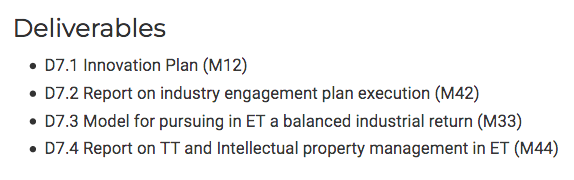 Deliverables
• D7.1 Innovation Plan (M12)
• D7.2 Report on industry engagement plan execution (M42)
• D7.3 Model for pursuing in ET a balanced industrial return (M33)
• D7.4 Report on TT and Intellectual property management in ET (M44)